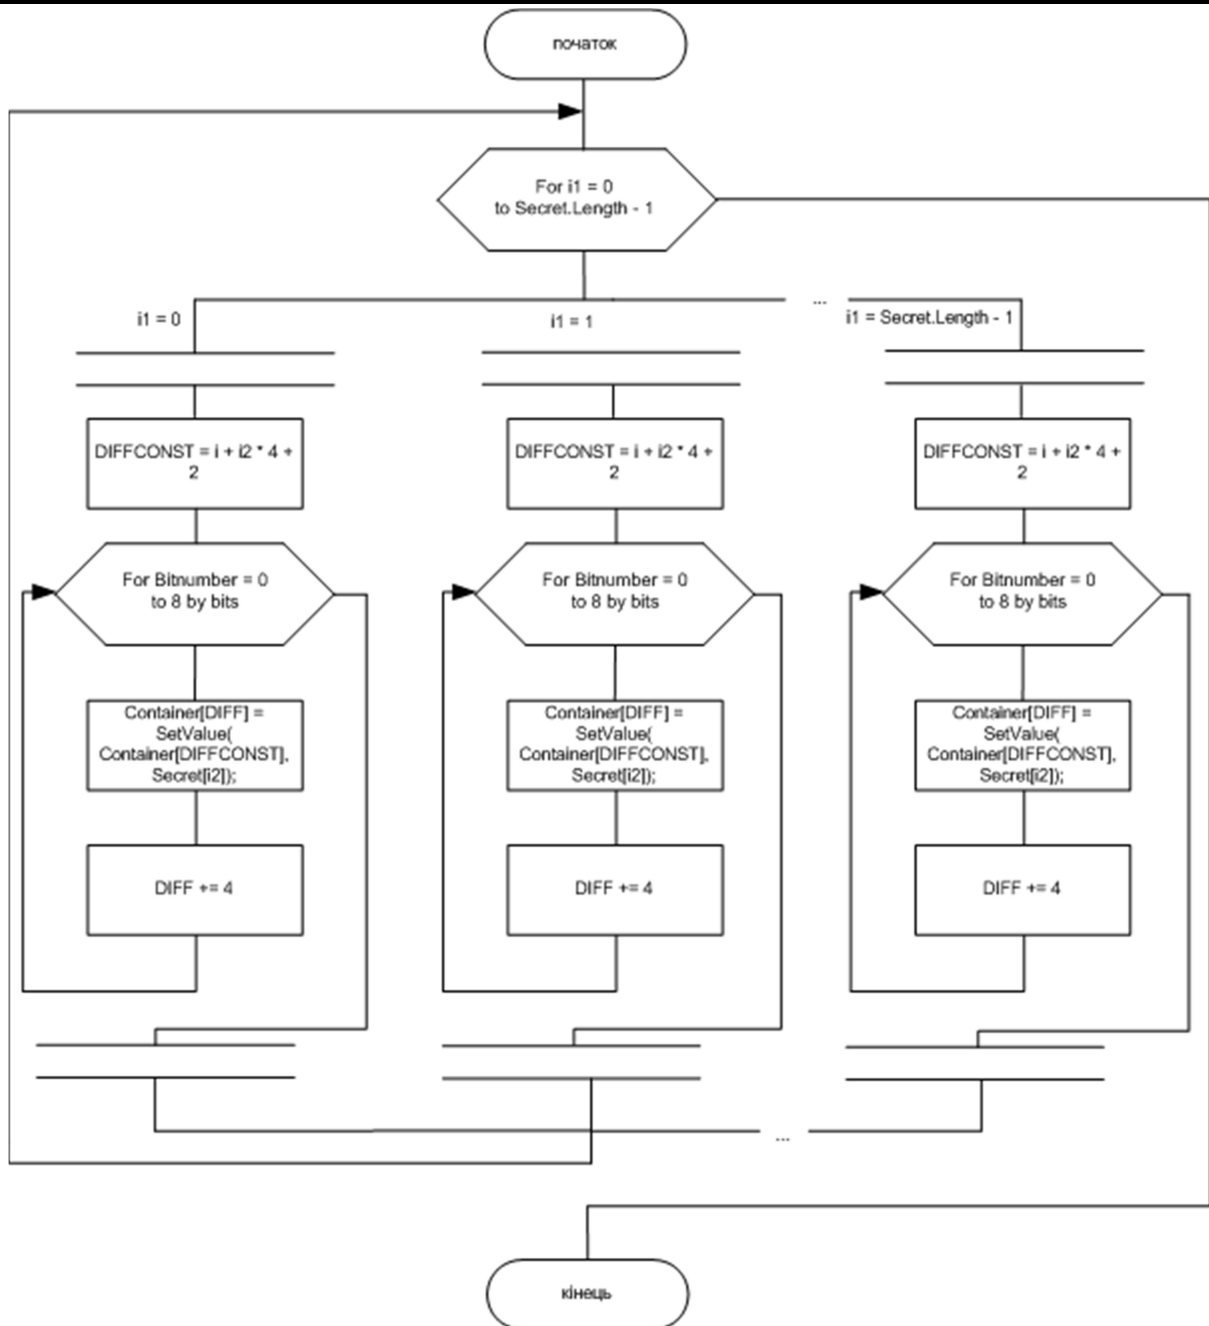 початок
For i1 = 0
to Secret.Length - 1
...
i1 = 0
i1 = 1
i1 = Secret.Length - 1
DIFFCONST = i + i2 * 4 +
2
DIFFCONST = i + i2 * 4 +
2
DIFFCONST = i + i2 * 4 +
2
For Bitnumber = 0
to 8 by bits
For Bitnumber = 0
to 8 by bits
For Bitnumber = 0
to 8 by bits
Container[DIFF] =
SetValue(
Container[DIFFCONST],
Secret[i2]);
Container[DIFF] =
SetValue(
Container[DIFFCONST],
Secret[i2]);
Container[DIFF] =
SetValue(
Container[DIFFCONST],
Secret[i2]);
DIFF += 4
DIFF += 4
DIFF += 4
...
кінець